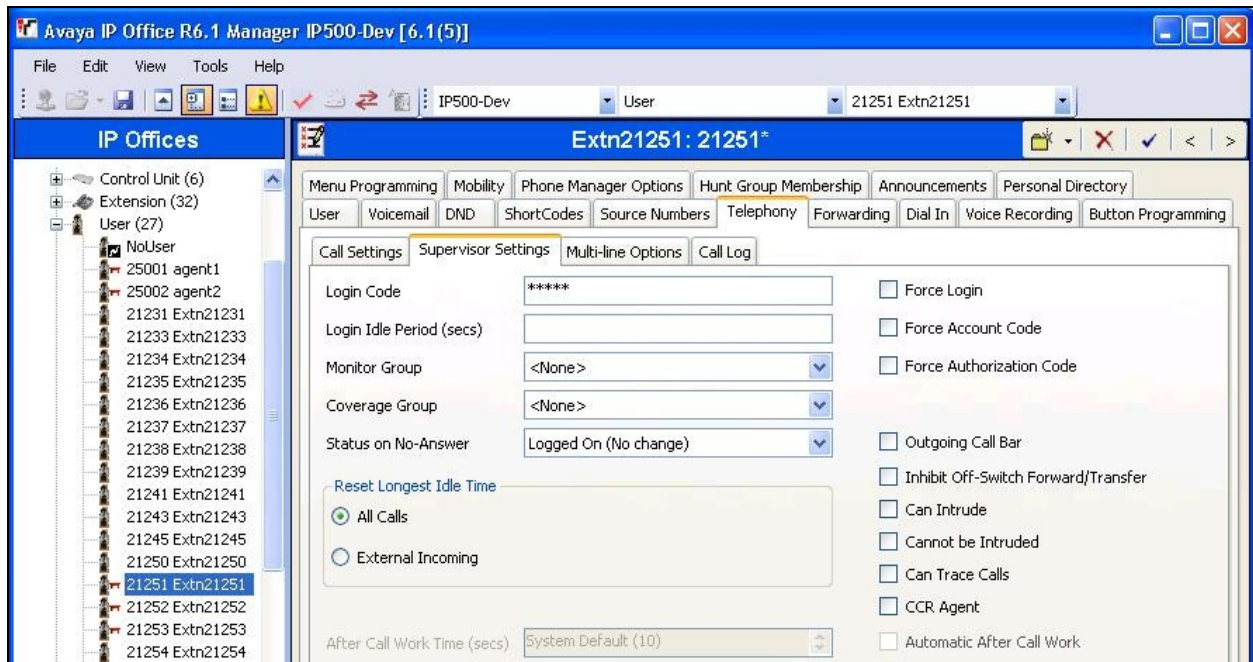 Avaya IP Office R6.1 Manager IP500-Dev [6.1(5)]
File Edit View Tools Help
IP500-Dev User 21251 Extn21251
IP Offices
Extn21251: 21251*
Control Unit (6)
Extension (32)
User (27)
NoUser
25001 agent1
25002 agent2
21231 Extn21231
21233 Extn21233
21234 Extn21234
21235 Extn21235
21236 Extn21236
21237 Extn21237
21238 Extn21238
21239 Extn21239
21241 Extn21241
21243 Extn21243
21245 Extn21245
21250 Extn21250
21251 Extn21251
21252 Extn21252
21253 Extn21253
21254 Extn21254
Menu Programming Mobility Phone Manager Options Hunt Group Membership Announcements Personal Directory
User Voicemail DND ShortCodes Source Numbers Telephony Forwarding Dial In Voice Recording Button Programming
Call Settings Supervisor Settings Multi-line Options Call Log
Login Code ***** Force Login
Login Idle Period (secs) Force Account Code
Monitor Group <None> Force Authorization Code
Coverage Group <None>
Status on No-Answer Logged On (No change) Outgoing Call Bar
Reset Longest Idle Time Inhibit Off-Switch Forward/Transfer
All Calls Can Intrude
External Incoming Cannot be Intruded
Can Trace Calls
CCR Agent
After Call Work Time (secs) System Default (10) Automatic After Call Work